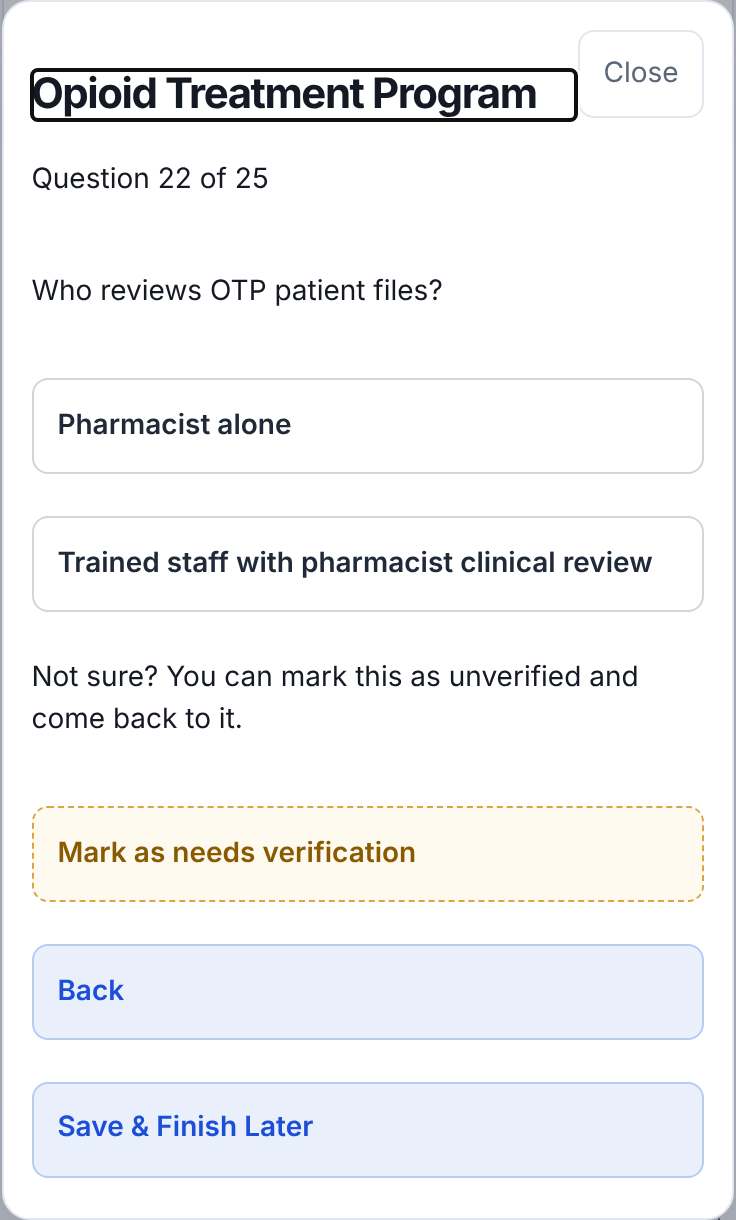 Opioid Treatment Program
Close
Question 22 of 25
Who reviews OTP patient files?
Pharmacist alone
Trained staff with pharmacist clinical review
Not sure? You can mark this as unverified and
come back to it.
Mark as needs verification
Back
Save & Finish Later